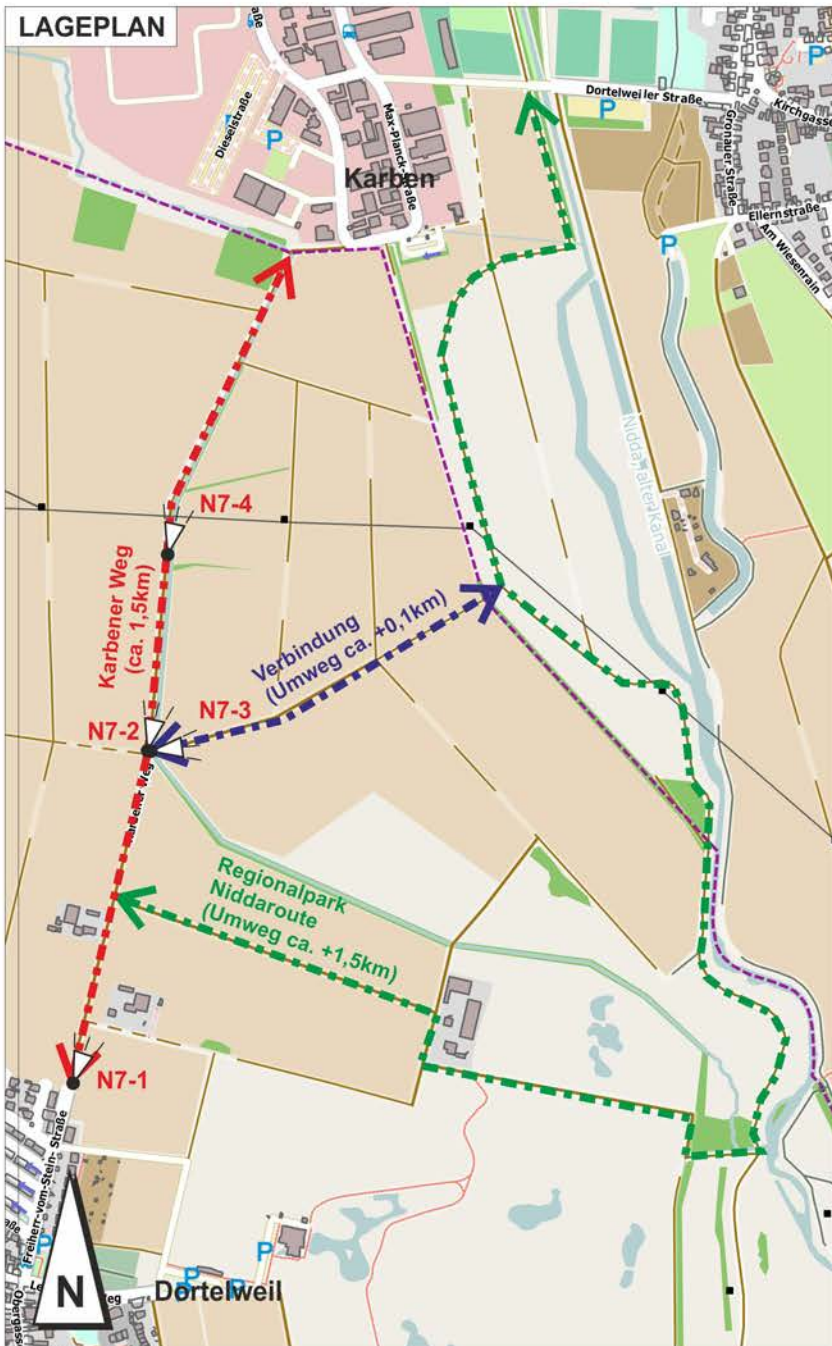 LAGEPLAN
Dieselstraße
Max-Planck-Straße
P
P
Karben
Dortelweiler Straße
P
P
Kirchgasse
Gronauer Straße
Ellernstraße
P
Am Wiesenrain
Nidda, alter Kanal
N7-4
Karbener Weg
(ca. 1,5km)
Verbindung
(Umweg ca. +0,1km)
N7-3
N7-2
Karbener Weg
Regionalpark
Niddaroute
(Umweg ca. +1,5km)
N7-1
Freiherr-vom-Stein-Straße
P
P
P
P
Dortelweil
N
Obergass